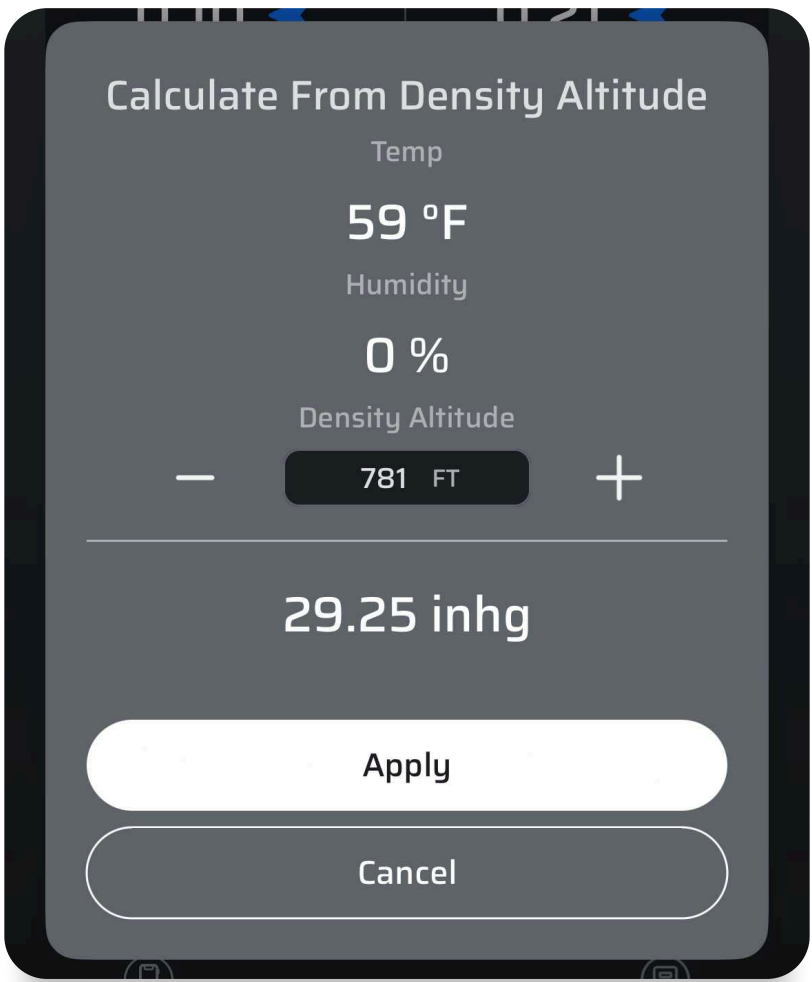 Calculate From Density Altitude
Temp
59 °F
Humidity
0 %
Density Altitude
− 781 FT +
29.25 inhg
Apply
Cancel